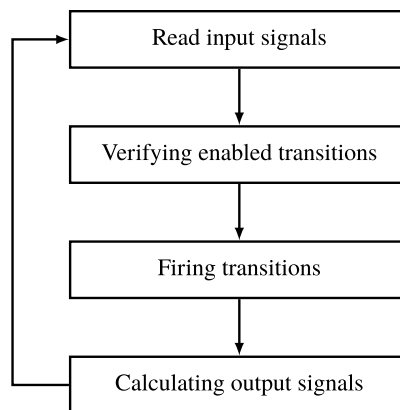 Read input signals
Verifying enabled transitions
Firing transitions
Calculating output signals